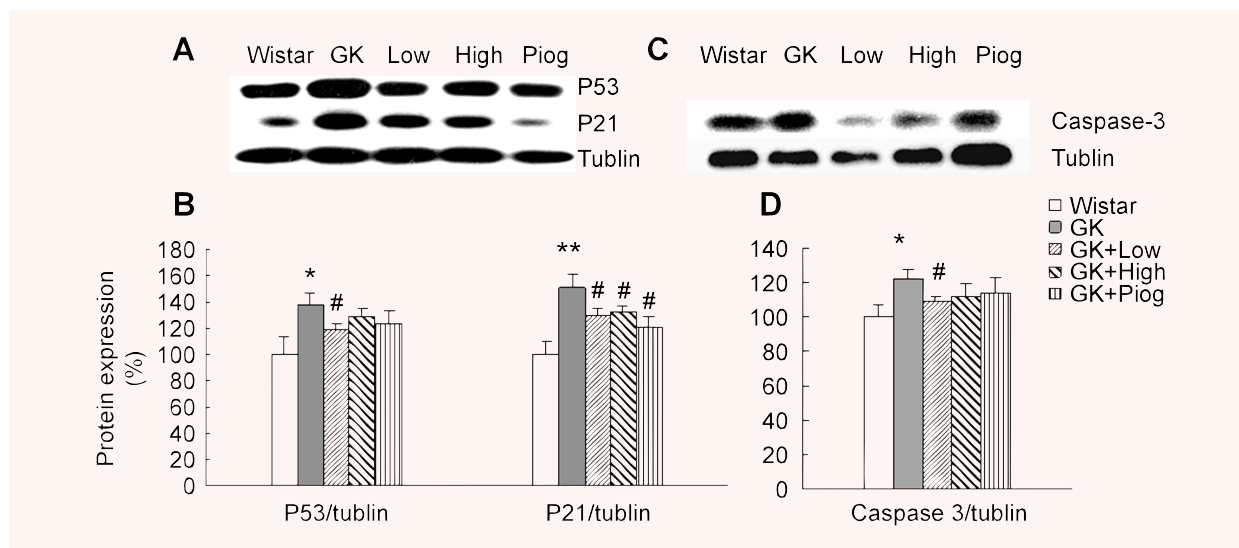 A
Wistar GK Low High Piog
P53
P21
Tublin
C
Wistar GK Low High Piog
Caspase-3
Tublin
B
Protein expression
(%)
180
160
140
120
100
80
60
40
20
0
*
#
**
# # #
P53/tublin
P21/tublin
D
140
120
100
80
60
40
20
0
*
#
Caspase 3/tublin
Wistar
GK
GK+Low
GK+High
GK+Piog